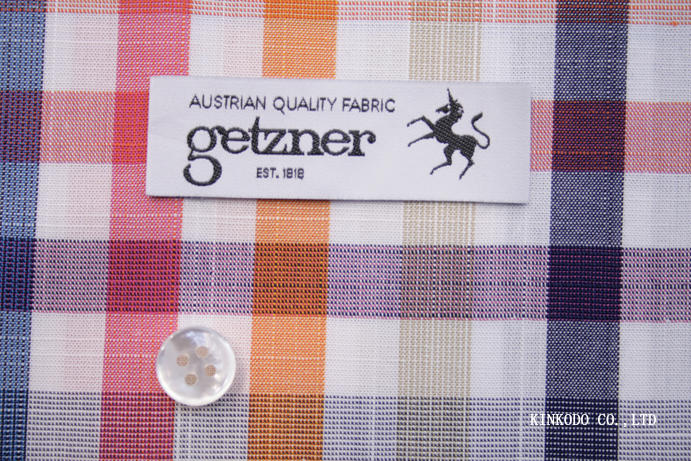 AUSTRIAN QUALITY FABRIC
getzner
EST. 1818
KINKODO CO.,LTD